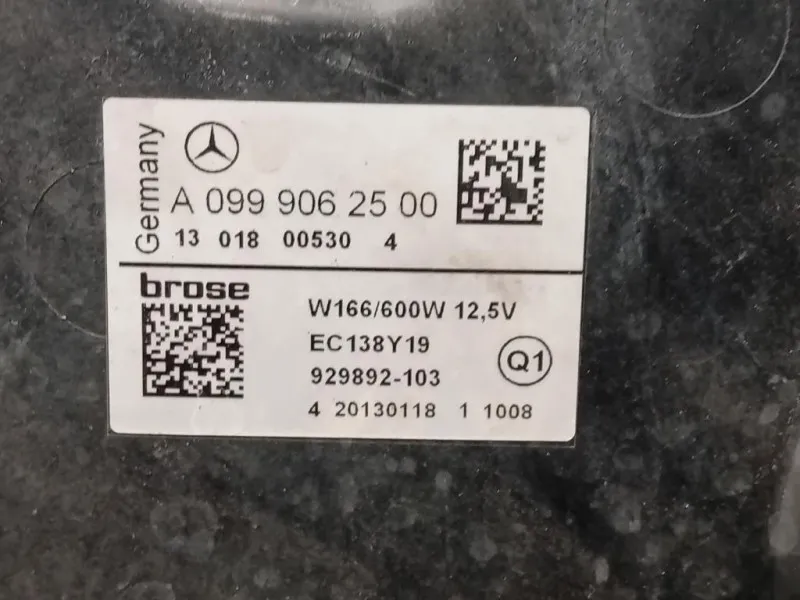 Germany
A 099 906 25 00
13 018 00530 4
brose
W166/600W 12,5V
EC138Y19
Q1
929892-103
4 20130118 1 1008